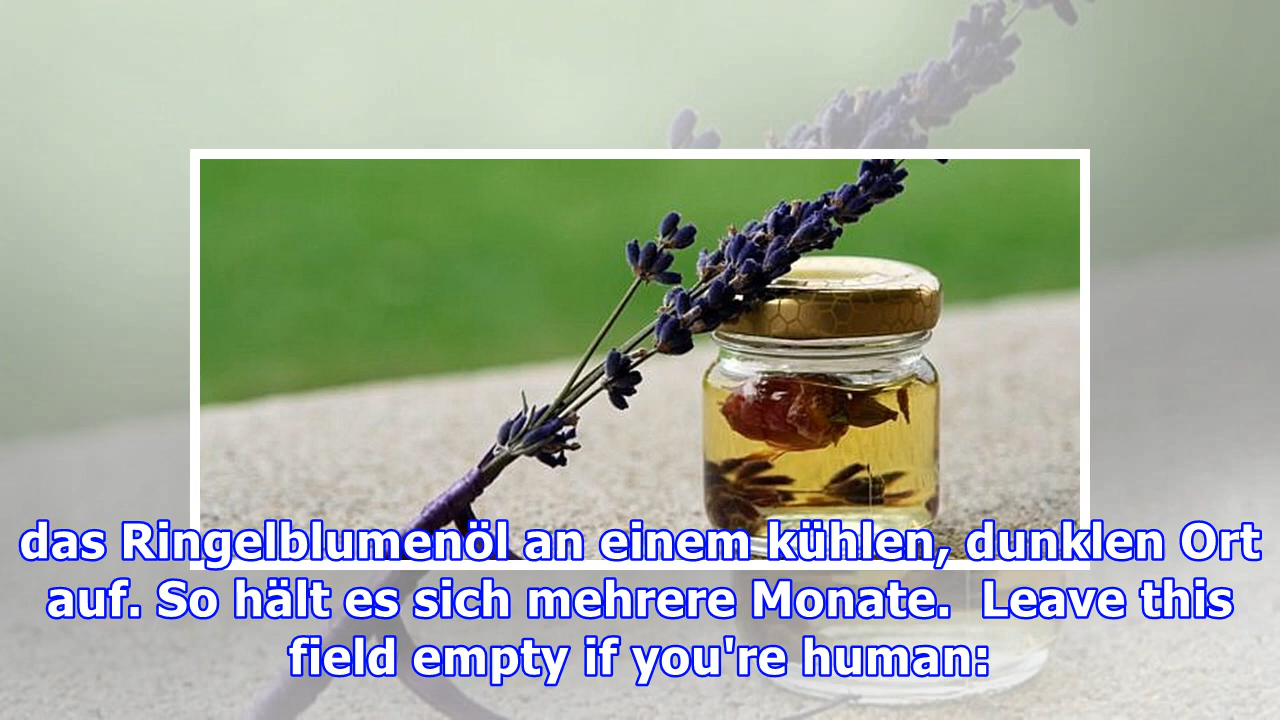 das Ringelblumenöl an einem kühlen, dunklen Ort
auf. So hält es sich mehrere Monate.  Leave this
field empty if you're human: